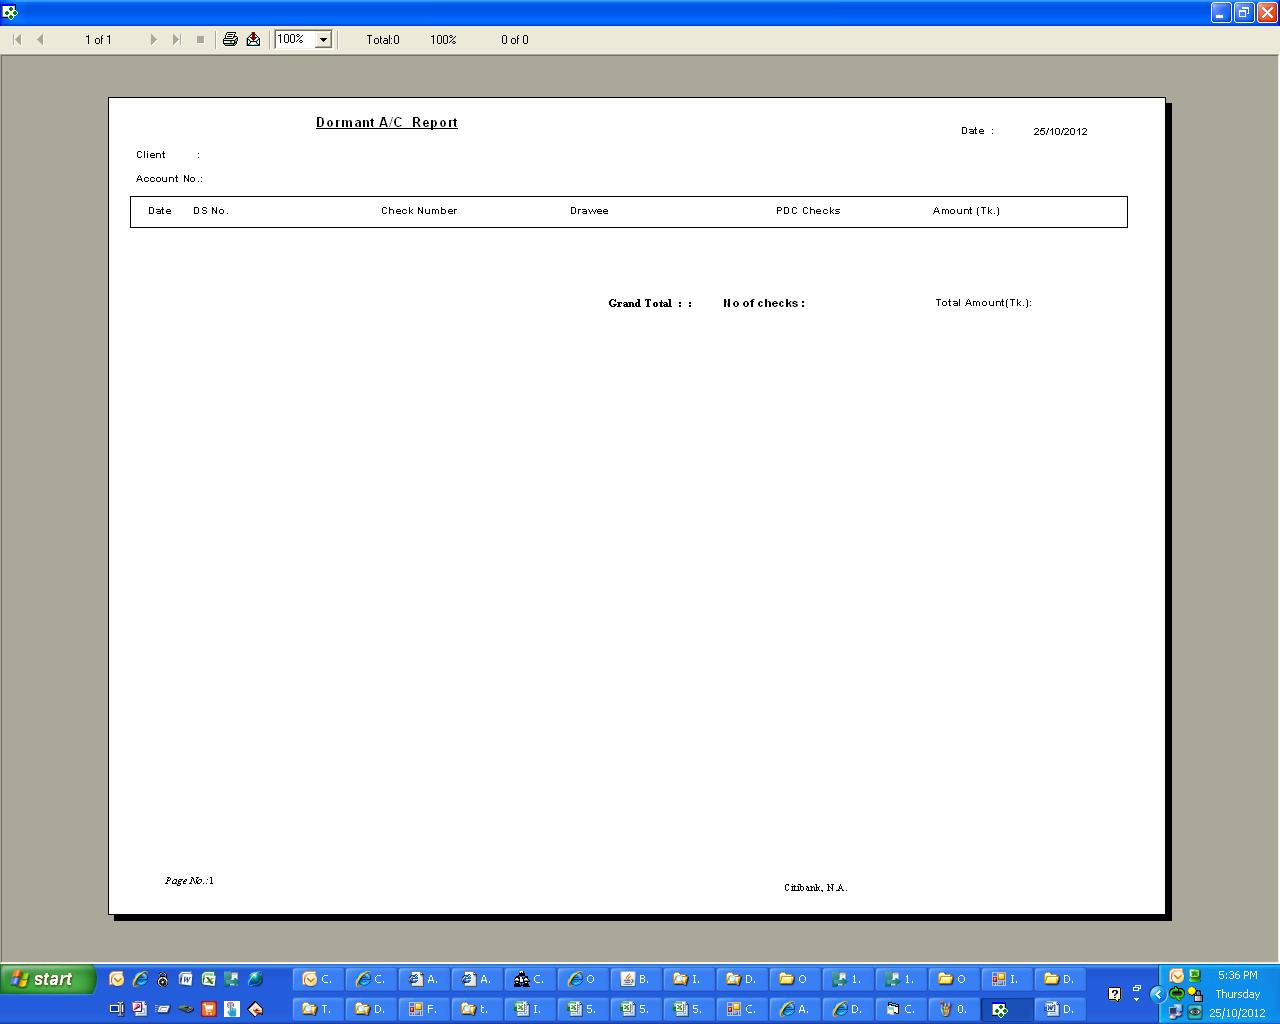 1 of 1 100% Total:0 100% 0 of 0
Dormant A/C Report
Date : 25/10/2012
Client :
Account No.:
Date DS No. Check Number Drawee PDC Checks Amount (Tk.)
Grand Total : : No of checks : Total Amount(Tk.):
Page No.:1
Citibank, N.A.
start C. C. A. A. C. O B. I. D. O 1. 1. O I. D. 5:36 PM
Thursday
T. D. F. t. I. 5. 5. 5. C. A. D. C. 0. D. 25/10/2012